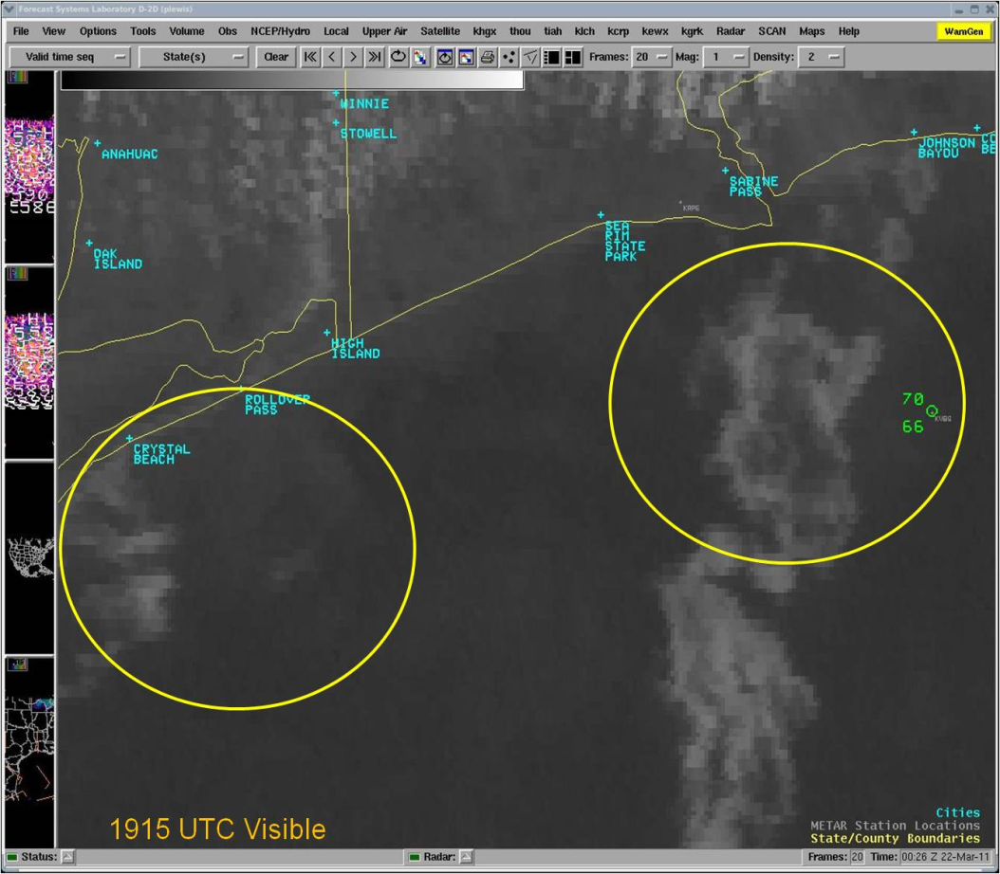 Forecast Systems Laboratory D-2D (plewis)
File View Options Tools Volume Obs NCEP/Hydro Local Upper Air Satellite khgx thou tiah klch kcrp kewx kgrk Radar SCAN Maps Help WarnGen
Valid time seq State(s) Clear Frames: 20 Mag: 1 Density: 2
WINNIE
STOWELL
ANAHUAC
JOHNSON
BAYOU
SABINE
PASS
KRPE
SEA
RIM
STATE
PARK
OAK
ISLAND
HIGH
ISLAND
ROLLOVER
PASS
70
66
KVBS
CRYSTAL
BEACH
1915 UTC Visible
Cities
METAR Station Locations
State/County Boundaries
Status: Radar: Frames: 20 Time: 00:26 Z 22-Mar-11